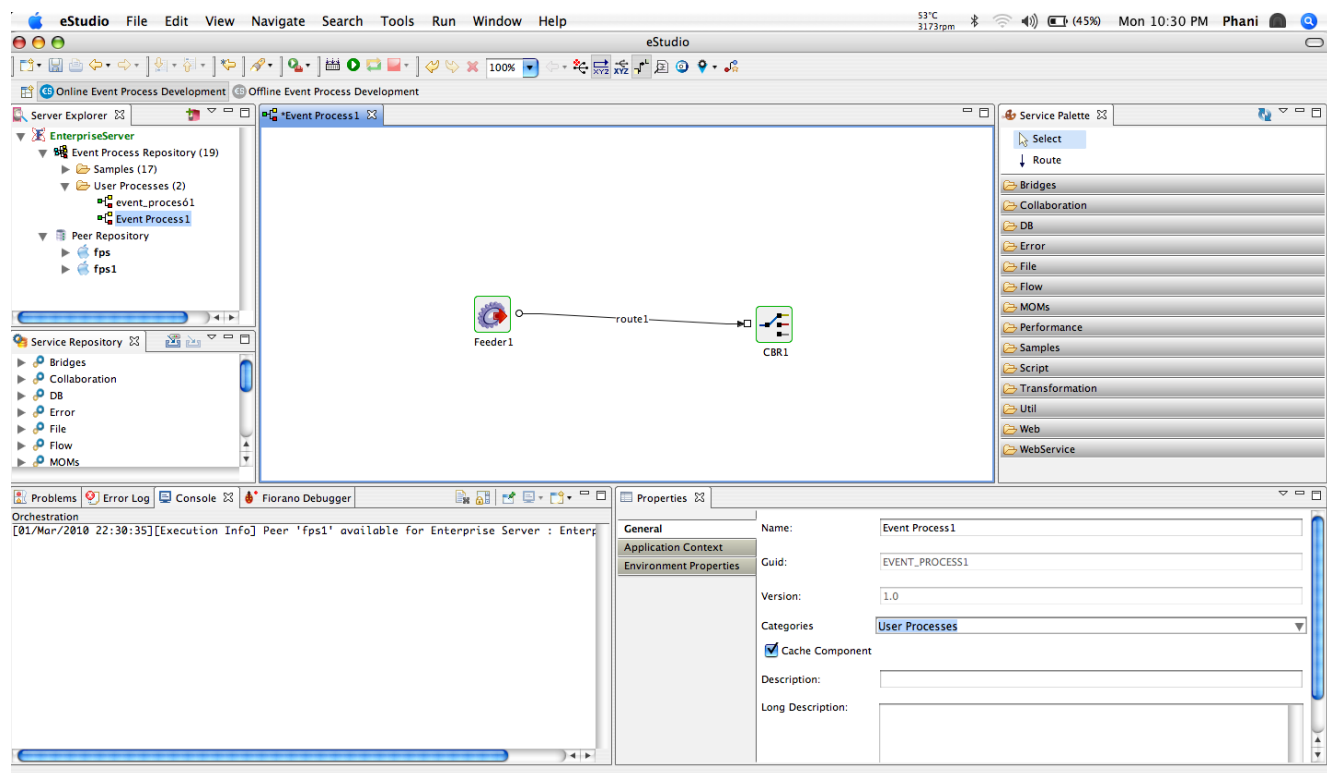 eStudio File Edit View Navigate Search Tools Run Window Help 53°C 3173rpm (45%) Mon 10:30 PM Phani
eStudio
100% XYZ XYZ
Online Event Process Development Offline Event Process Development
Server Explorer
EnterpriseServer
Event Process Repository (19)
Samples (17)
User Processes (2)
event_procesó1
Event Process1
Peer Repository
fps
fps1
Service Repository
Bridges
Collaboration
DB
Error
File
Flow
MOMs
*Event Process1
Feeder1
route1
CBR1
Service Palette
Select
Route
Bridges
Collaboration
DB
Error
File
Flow
MOMs
Performance
Samples
Script
Transformation
Util
Web
WebService
Problems Error Log Console Fiorano Debugger
Orchestration
[01/Mar/2010 22:30:35][Execution Info] Peer 'fps1' available for Enterprise Server : Enterp
Properties
General
Application Context
Environment Properties
Name: Event Process1
Guid: EVENT_PROCESS1
Version: 1.0
Categories User Processes
Cache Component
Description:
Long Description: